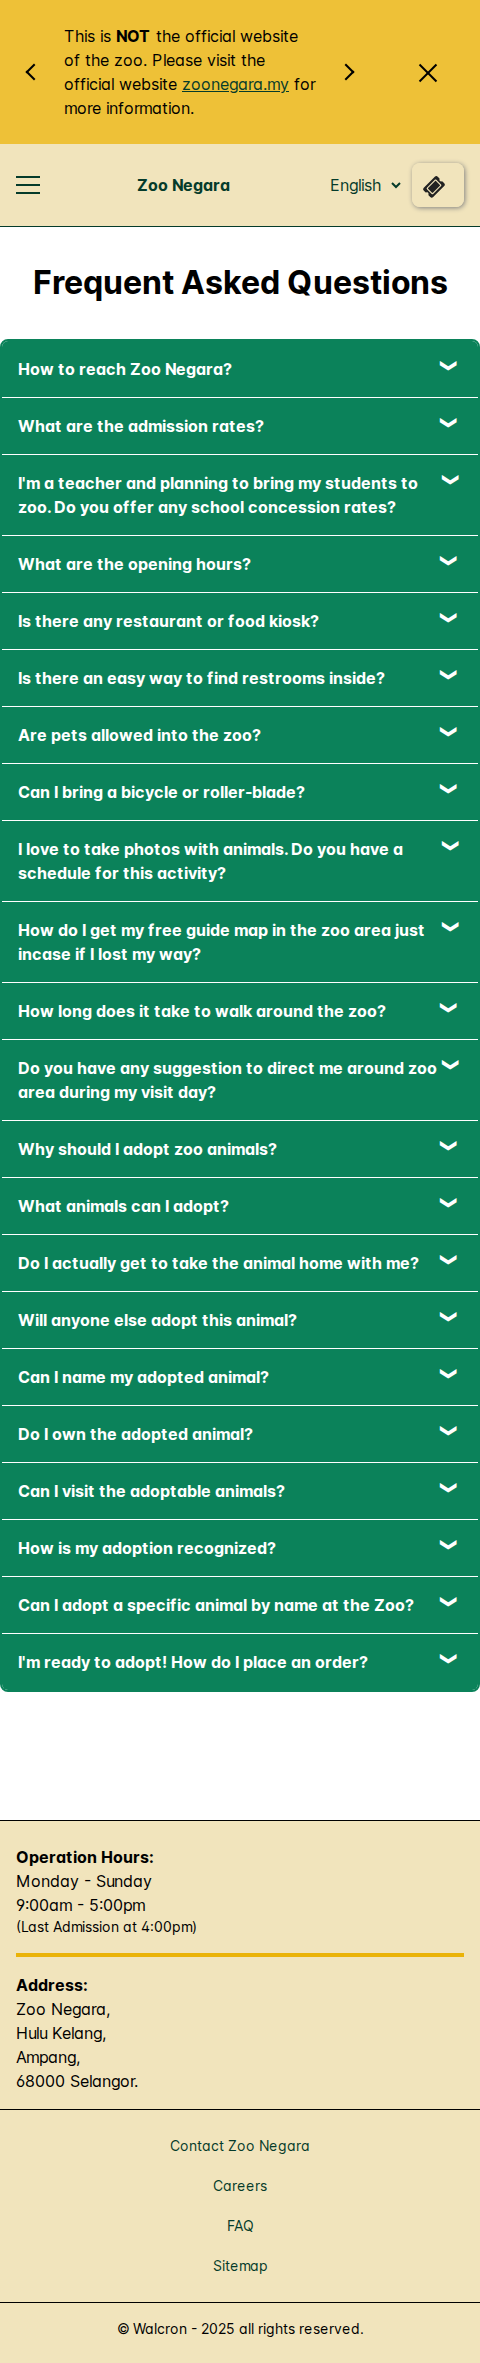 This is NOT the official website
of the zoo. Please visit the
official website zoonegara.my for
more information.
Zoo Negara
English
Frequent Asked Questions
How to reach Zoo Negara?
What are the admission rates?
I'm a teacher and planning to bring my students to
zoo. Do you offer any school concession rates?
What are the opening hours?
Is there any restaurant or food kiosk?
Is there an easy way to find restrooms inside?
Are pets allowed into the zoo?
Can I bring a bicycle or roller-blade?
I love to take photos with animals. Do you have a
schedule for this activity?
How do I get my free guide map in the zoo area just
incase if I lost my way?
How long does it take to walk around the zoo?
Do you have any suggestion to direct me around zoo
area during my visit day?
Why should I adopt zoo animals?
What animals can I adopt?
Do I actually get to take the animal home with me?
Will anyone else adopt this animal?
Can I name my adopted animal?
Do I own the adopted animal?
Can I visit the adoptable animals?
How is my adoption recognized?
Can I adopt a specific animal by name at the Zoo?
I'm ready to adopt! How do I place an order?
Operation Hours:
Monday - Sunday
9:00am - 5:00pm
(Last Admission at 4:00pm)
Address:
Zoo Negara,
Hulu Kelang,
Ampang,
68000 Selangor.
Contact Zoo Negara
Careers
FAQ
Sitemap
© Walcron - 2025 all rights reserved.